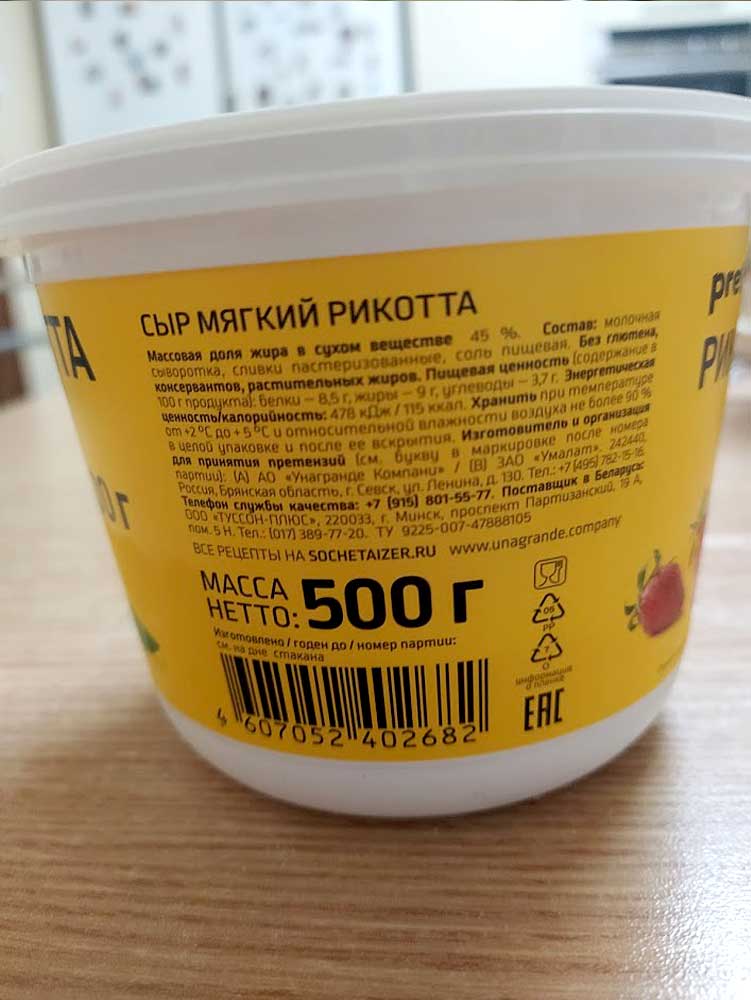 СЫР МЯГКИЙ РИКОТТА
Массовая доля жира в сухом веществе 45 %. Состав: молочная
сыворотка, сливки пастеризованные, соль пищевая. Без глютена,
консервантов, растительных жиров. Пищевая ценность (содержание в
100 г продукта): белки – 8,5 г, жиры – 9 г, углеводы – 3,7 г. Энергетическая
ценность/калорийность: 478 кДж / 115 ккал. Хранить при температуре
от +2 °С до + 5 °С и относительной влажности воздуха не более 90 %
в целой упаковке и после ее вскрытия. Изготовитель и организация
для принятия претензий (см. букву в маркировке после номера
партии): (А) АО «Унагранде Компани» / (В) ЗАО «Умалат». 242440,
Россия, Брянская область, г. Севск, ул. Ленина, д. 130. Тел.: +7 (495) 782-15-16.
Телефон службы качества: +7 (915) 801-55-77. Поставщик в Беларусь:
ООО «ТУССОН-ПЛЮС», 220033, г. Минск, проспект Партизанский, 19 А,
пом. 5 Н. Тел.: (017) 389-77-20. ТУ 9225-007-47888105
ВСЕ РЕЦЕПТЫ НА SOCHETAIZER.RU www.unagrande.company
МАССА
НЕТТО: 500 г
Изготовлено / годен до / номер партии:
см. на дне стакана
4 607052 402682
05
PP
7
O
информация
о планке
EAC
ТТА
0 г
pre
РИ